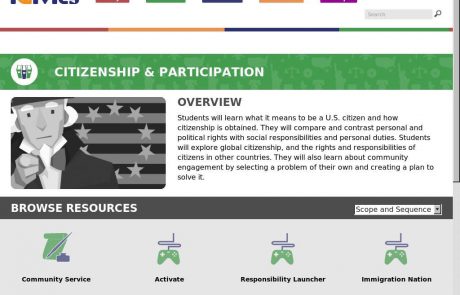 Search
CITIZENSHIP & PARTICIPATION
OVERVIEW
Students will learn what it means to be a U.S. citizen and how
citizenship is obtained. They will compare and contrast personal and
political rights with social responsibilities and personal duties. Students
will explore global citizenship, and the rights and responsibilities of
citizens in other countries. They will also learn about community
engagement by selecting a problem of their own and creating a plan to
solve it.
BROWSE RESOURCES
Scope and Sequence
Community Service
Activate
Responsibility Launcher
Immigration Nation